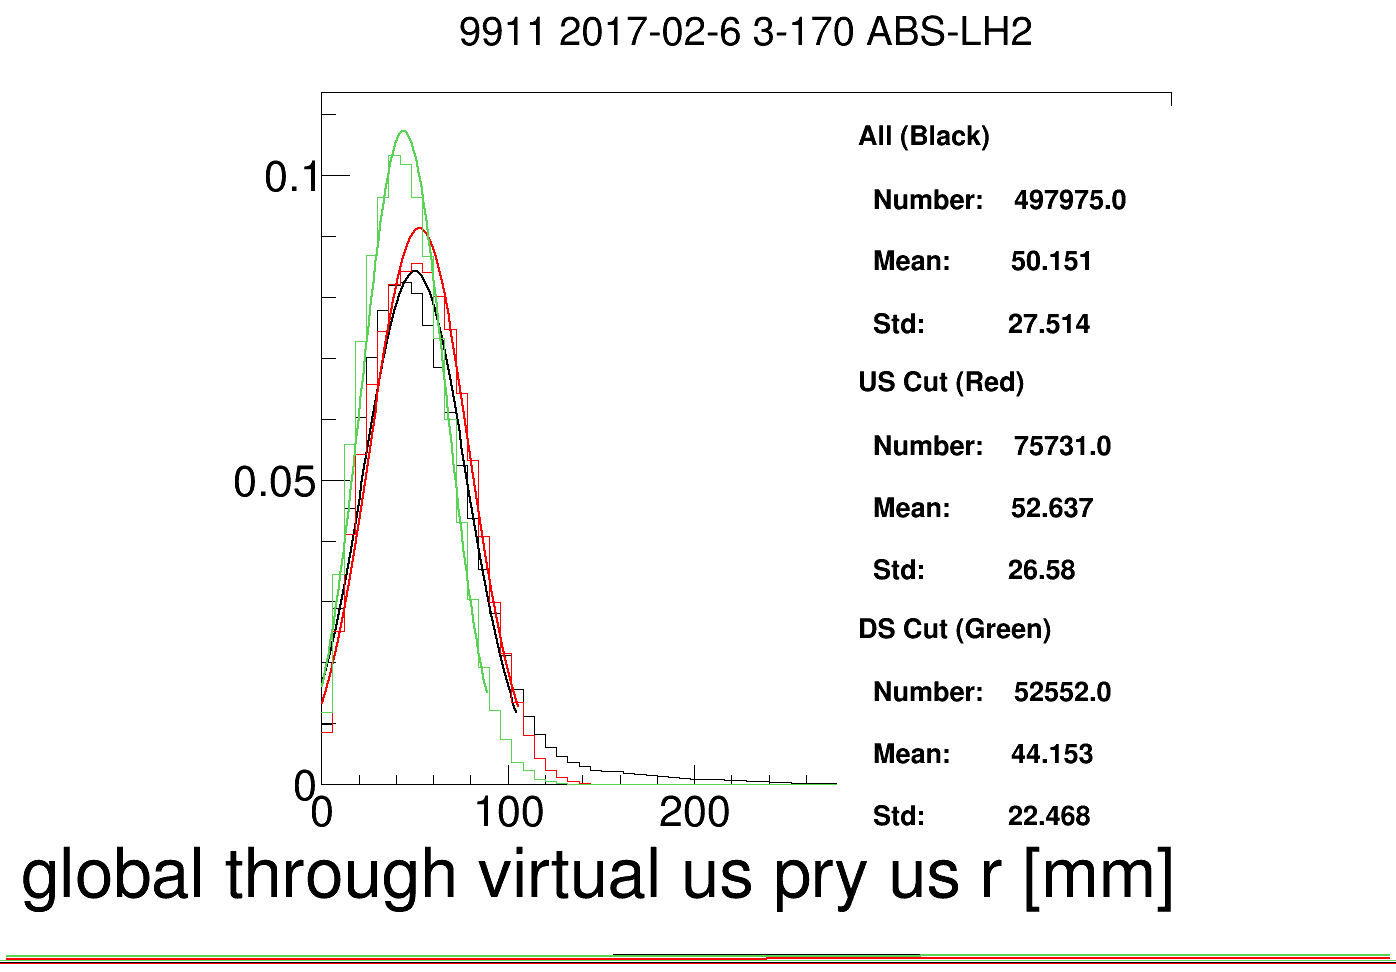 9911 2017-02-6 3-170 ABS-LH2
All (Black)
0.1
Number: 497975.0
Mean: 50.151
Std: 27.514
US Cut (Red)
Number: 75731.0
0.05
Mean: 52.637
Std: 26.58
DS Cut (Green)
Number: 52552.0
Mean: 44.153
0
Std: 22.468
0 100 200
global through virtual us pry us r [mm]